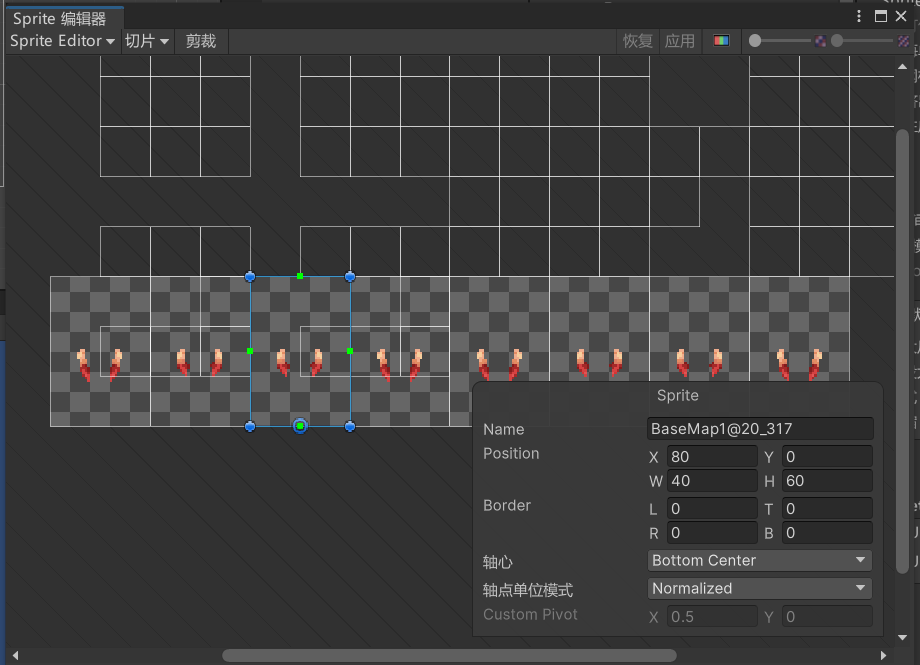 Sprite 编辑器
Sprite Editor 切片 剪裁 恢复 应用
Sprite
Name BaseMap1@20_317
Position
X 80 Y 0
W 40 H 60
Border
L 0 T 0
R 0 B 0
轴心 Bottom Center
轴点单位模式 Normalized
Custom Pivot X 0.5 Y 0